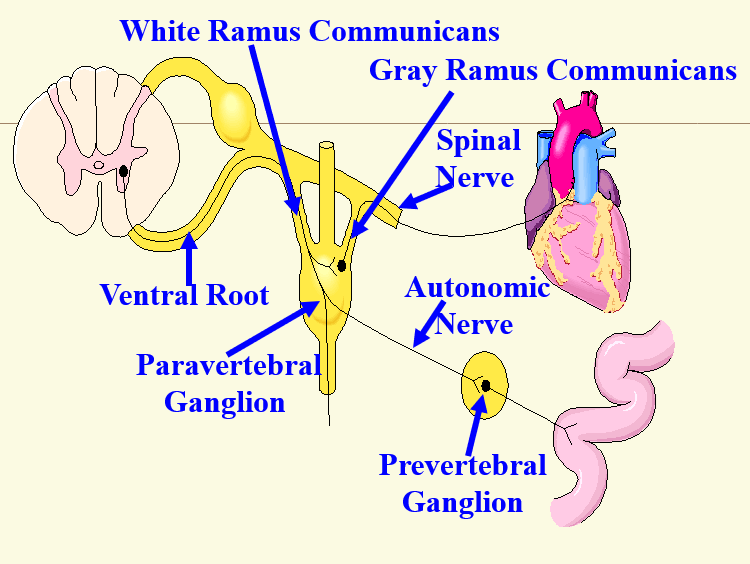 White Ramus Communicans
Gray Ramus Communicans
Spinal
Nerve
Ventral Root
Autonomic
Nerve
Paravertebral
Ganglion
Prevertebral
Ganglion